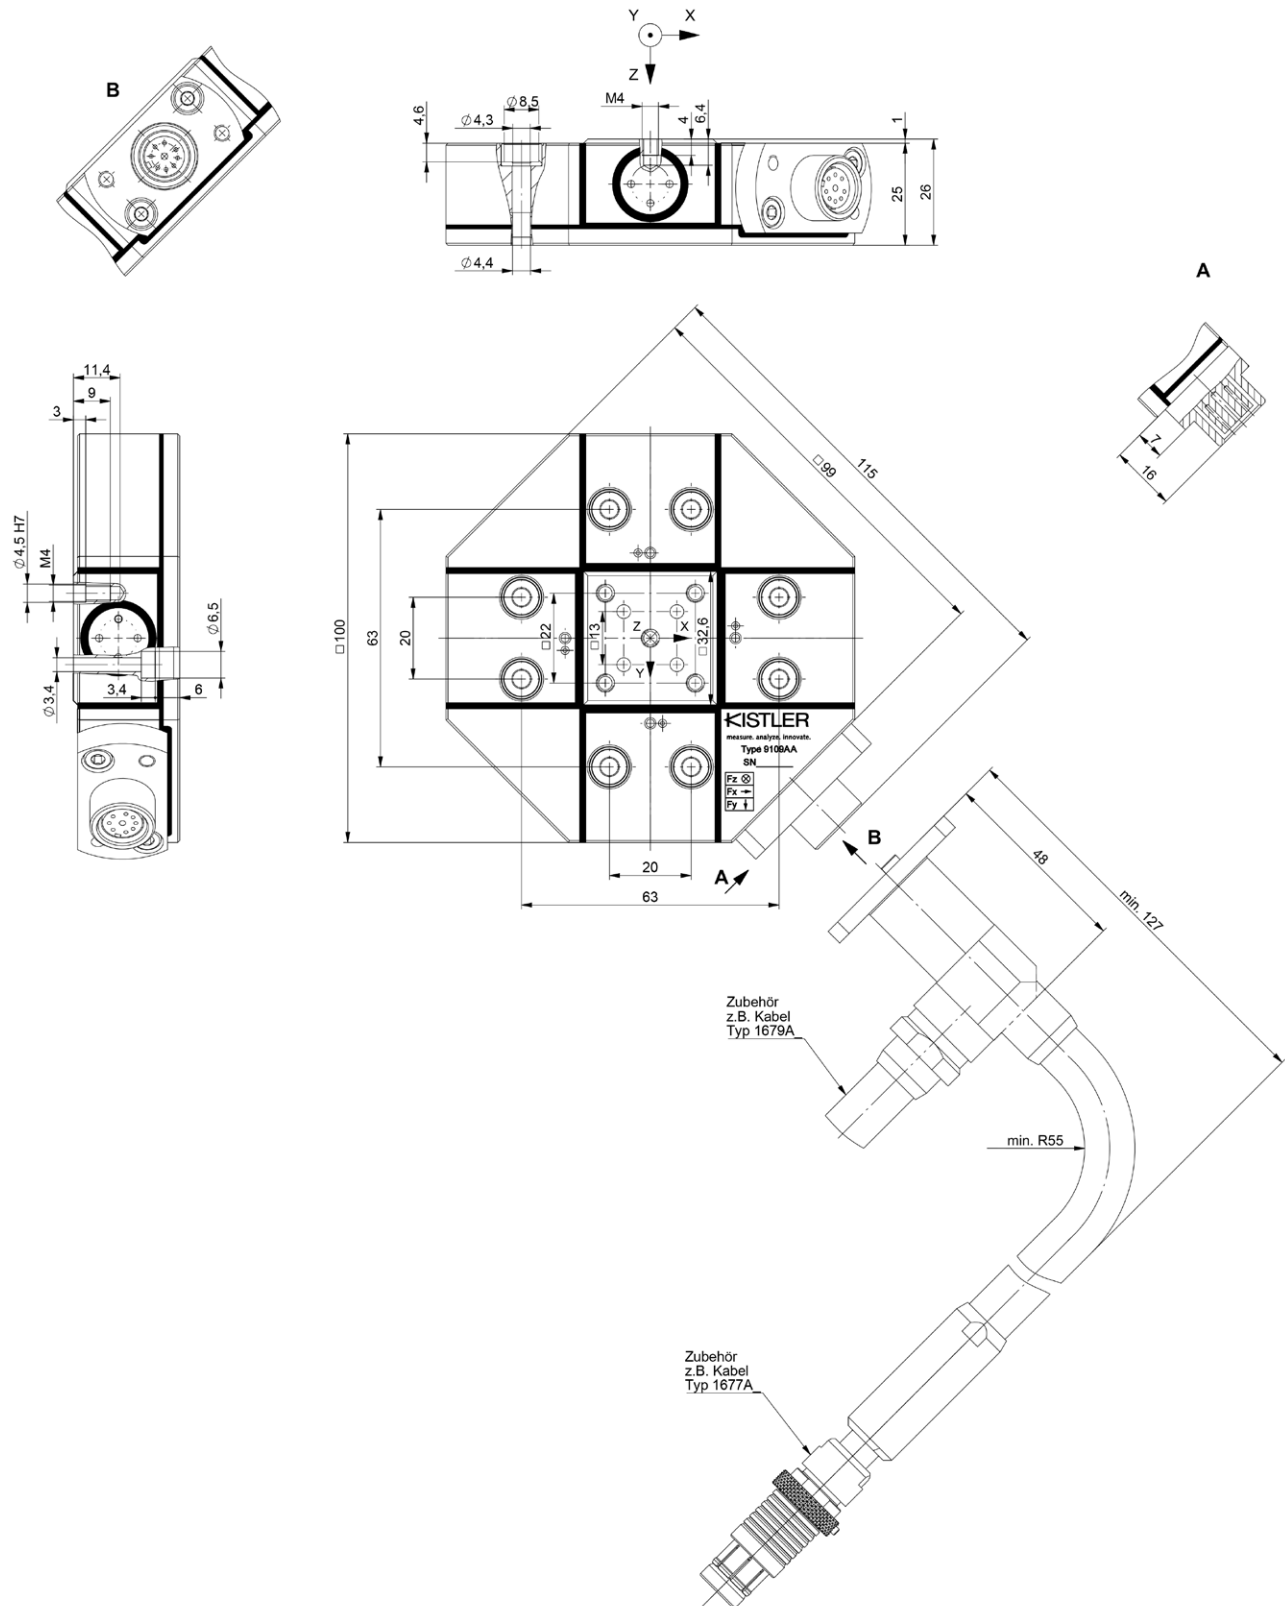 Y
X
Z
B
4,6
Ø8,5
Ø4,3
M4
4
6,4
1
25
26
Ø4,4
A
7
16
11,4
9
3
Ø4,5 H7
M4
Ø6,5
Ø3,4
3,4
6
□100
63
20
□22
□13
Z
X
Y
□32,6
□99
115
KISTLER
measure. analyze. innovate.
Type 9109AA
SN
Fz
Fx
Fy
20
63
A
B
48
min. 127
Zubehör
z.B. Kabel
Typ 1679A_
min. R55
Zubehör
z.B. Kabel
Typ 1677A_